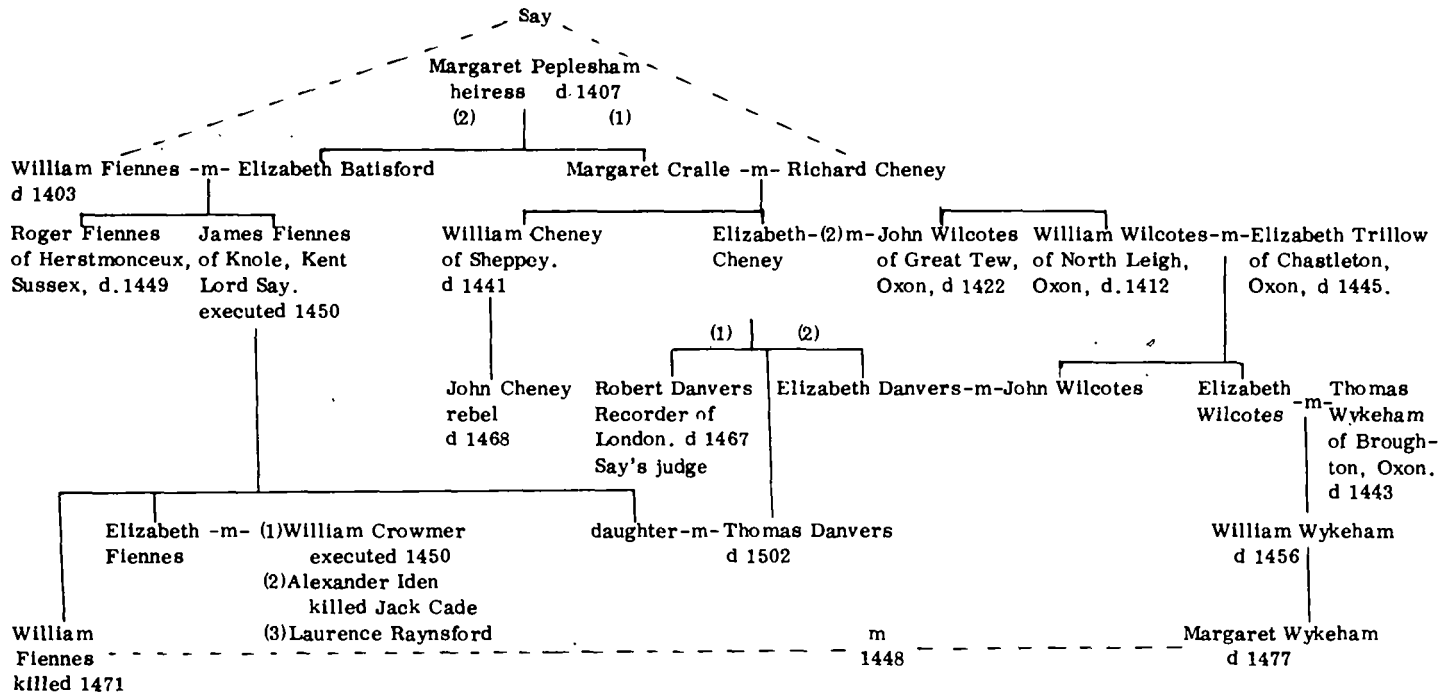 Say
Margaret Peplesham
heiress d 1407
(2) (1)
William Fiennes -m- Elizabeth Batisford Margaret Cralle -m- Richard Cheney
d 1403
Roger Fiennes
of Herstmonceux,
Sussex, d.1449
James Fiennes
of Knole, Kent
Lord Say.
executed 1450
William Cheney
of Sheppey.
d 1441
Elizabeth-(2)m-John Wilcotes
Cheney
of Great Tew,
Oxon, d 1422
William Wilcotes-m-Elizabeth Trillow
of North Leigh,
Oxon, d.1412
of Chastleton,
Oxon, d 1445.
(1) (2)
John Cheney
rebel
d 1468
Robert Danvers
Recorder of
London. d 1467
Say's judge
Elizabeth Danvers-m-John Wilcotes
Elizabeth
Wilcotes
-m-
Thomas
Wykeham
of Brough-
ton, Oxon.
d 1443
Elizabeth -m- (1)William Crowmer
Fiennes
executed 1450
(2)Alexander Iden
killed Jack Cade
(3)Laurence Raynsford
daughter-m-Thomas Danvers
d 1502
William Wykeham
d 1456
William
Fiennes
killed 1471
m
1448
Margaret Wykeham
d 1477